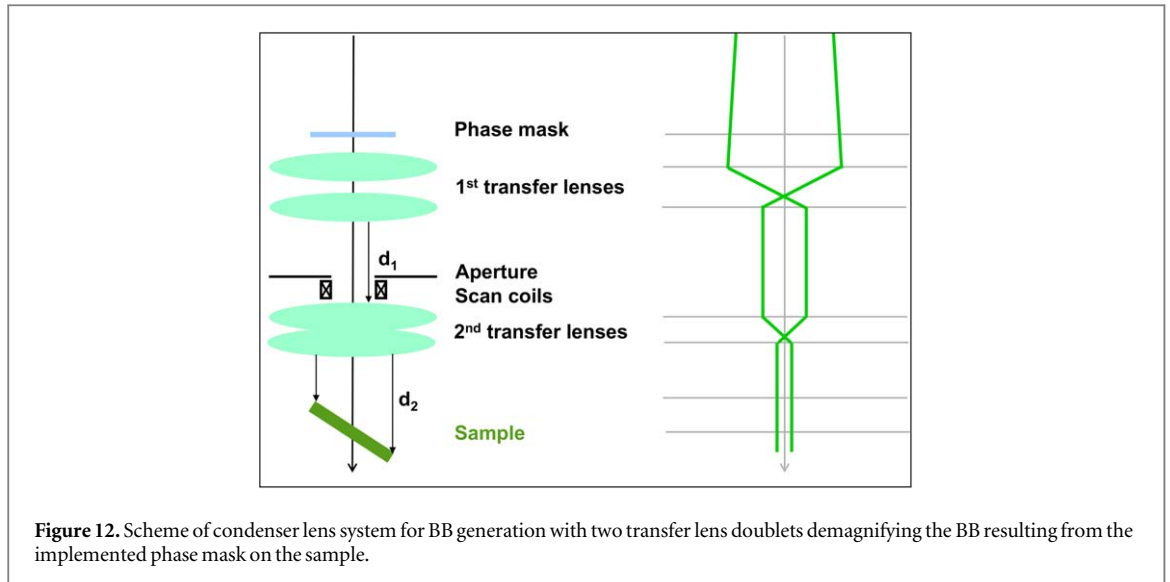 Phase mask
1st transfer lenses
d1
Aperture
Scan coils
2nd transfer lenses
d2
Sample
Figure 12. Scheme of condenser lens system for BB generation with two transfer lens doublets demagnifying the BB resulting from the
implemented phase mask on the sample.